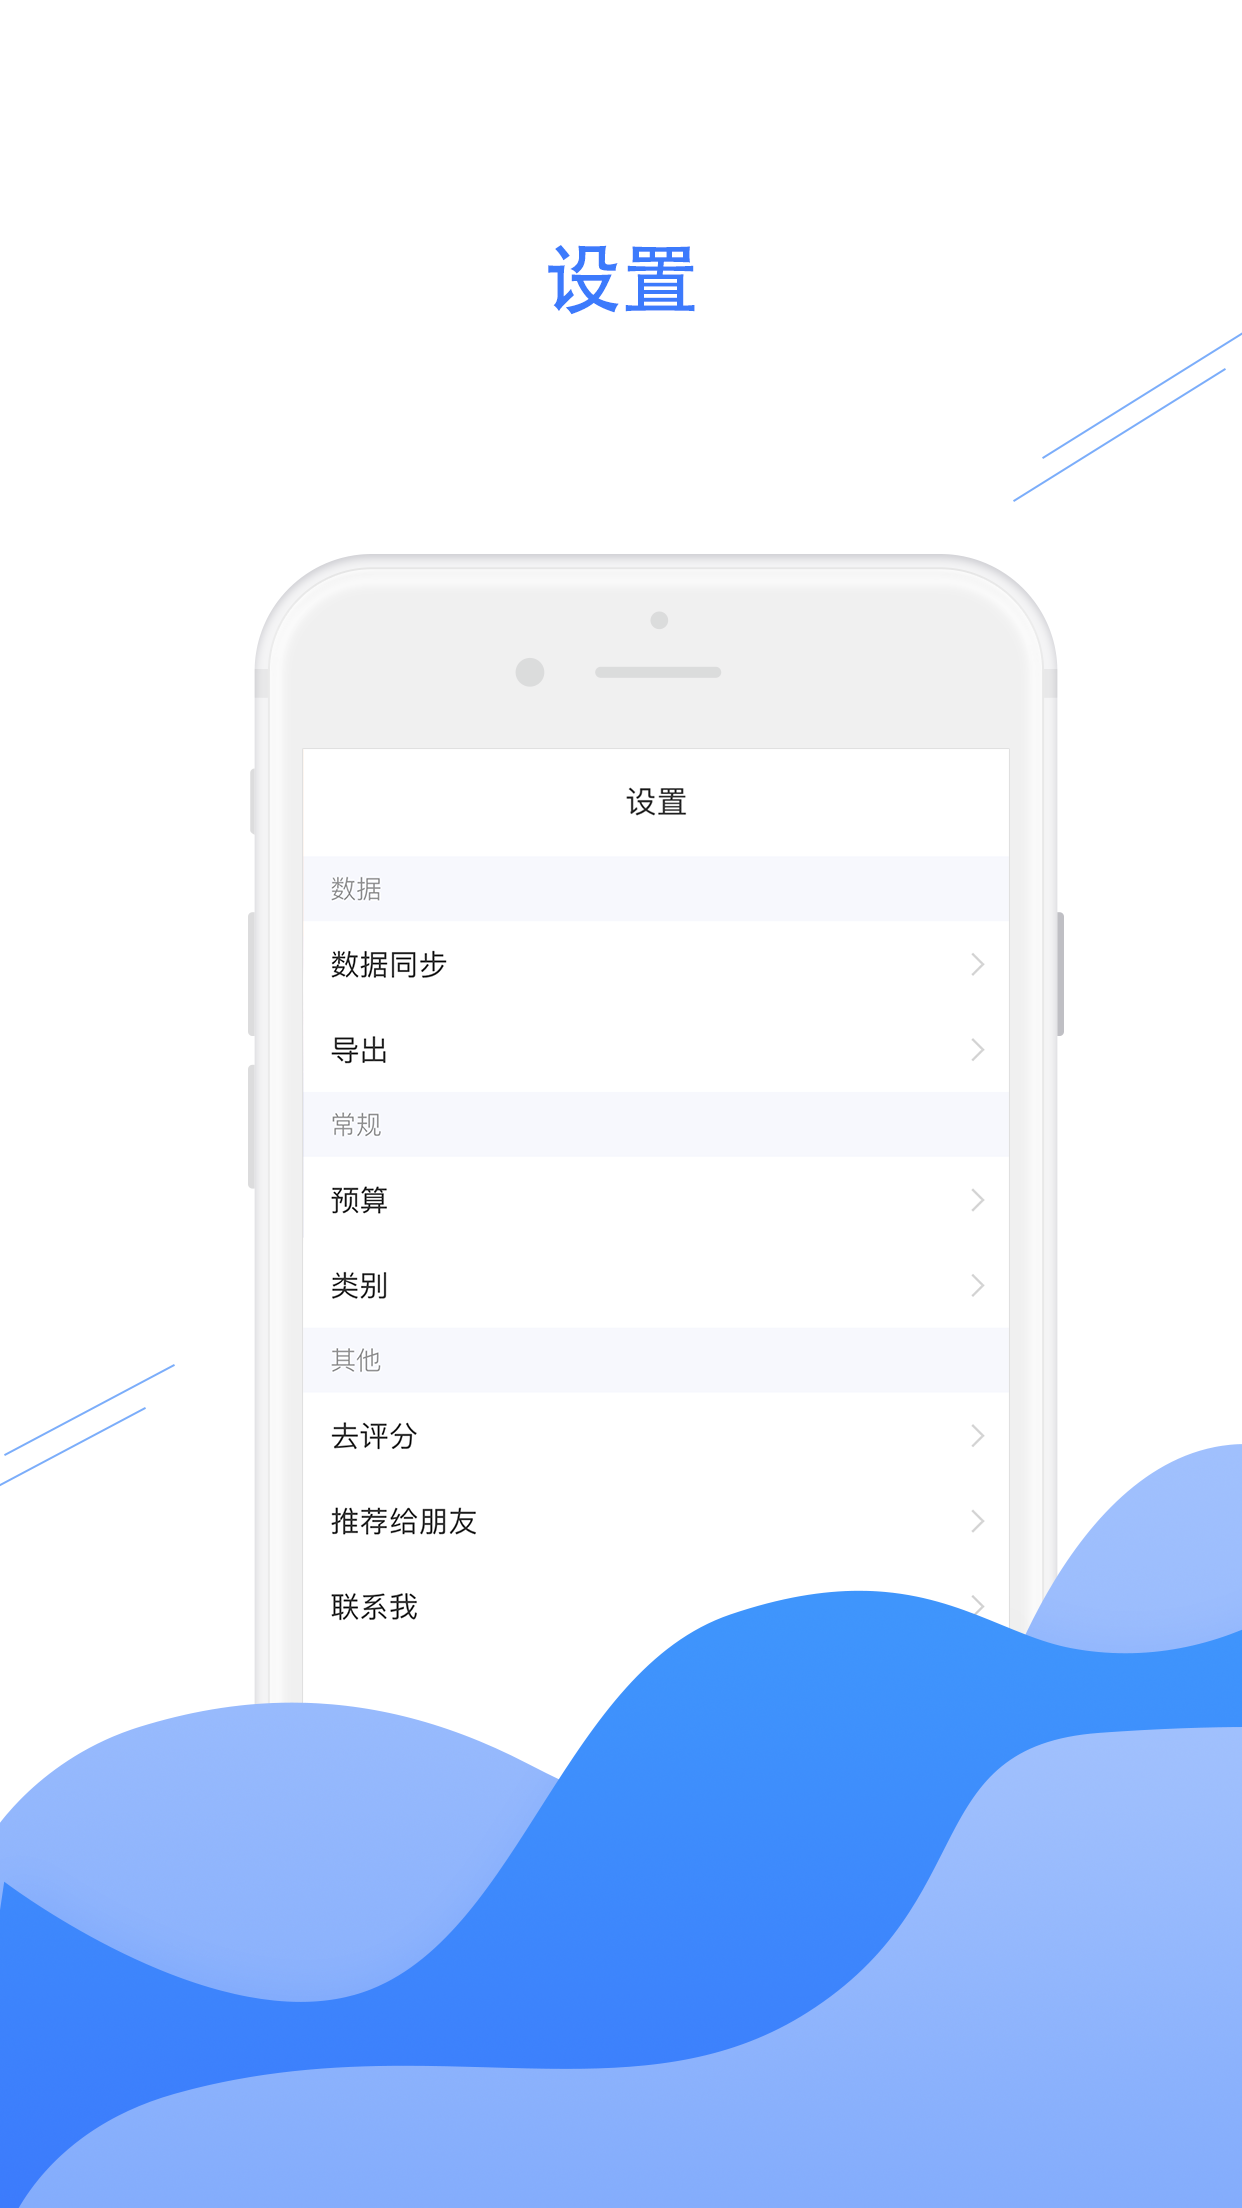 设置
设置
数据
数据同步
导出
常规
预算
类别
其他
去评分
推荐给朋友
联系我